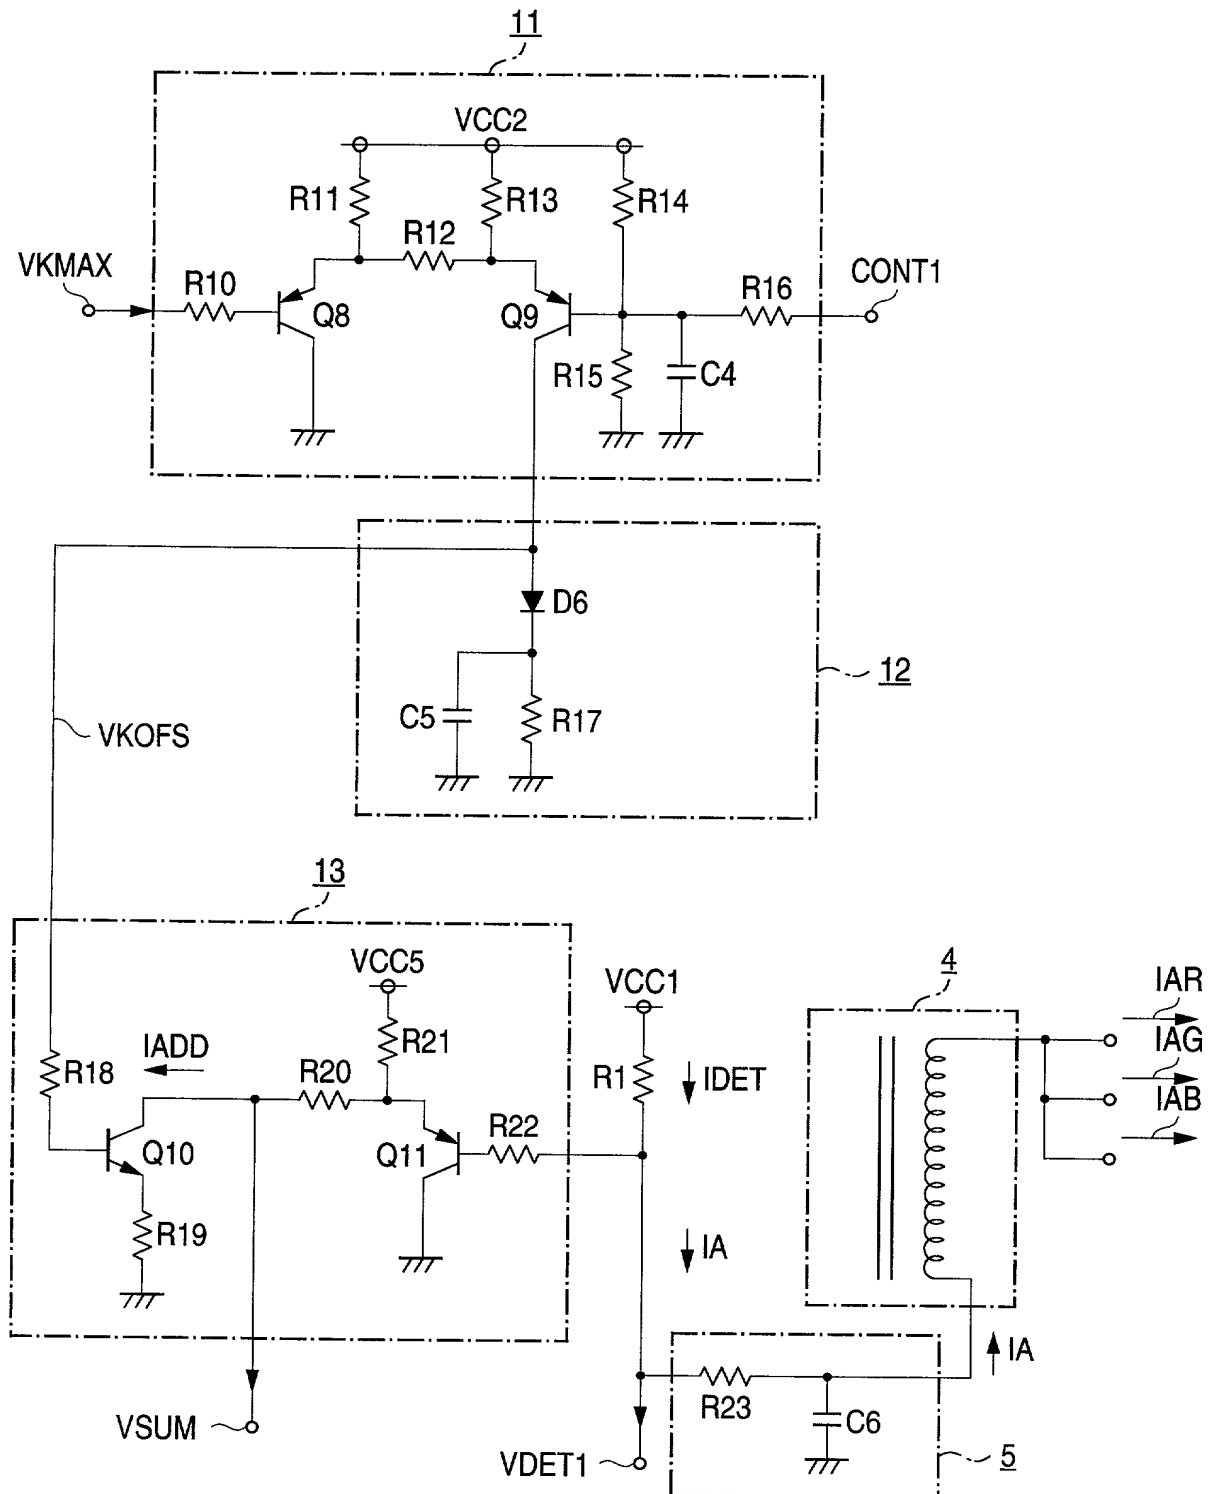 11
VCC2
R11
R13
R14
R12
VKMAX
R10
CONT1
R16
Q8
Q9
R15
C4
D6
12
C5
R17
VKOFS
13
VCC5
VCC1
4
IAR
IADD
R21
IAG
R18
R20
R1
IDET
IAB
R22
Q10
Q11
R19
IA
IA
R23
C6
VSUM
VDET1
5